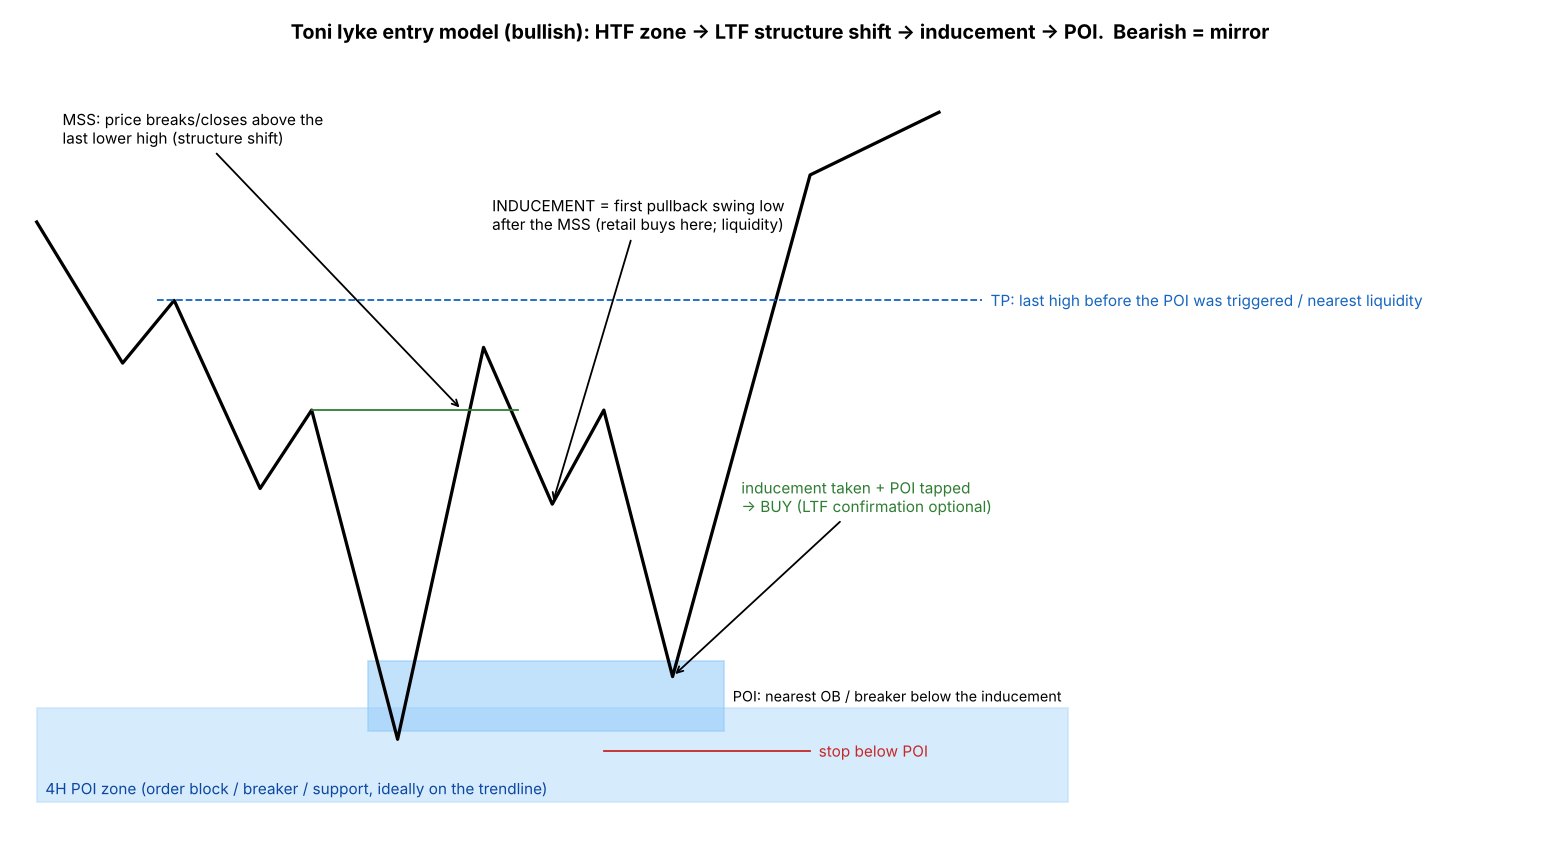 Toni Iyke entry model (bullish): HTF zone → LTF structure shift → inducement → POI.  Bearish = mirror
MSS: price breaks/closes above the
last lower high (structure shift)
INDUCEMENT = first pullback swing low
after the MSS (retail buys here; liquidity)
TP: last high before the POI was triggered / nearest liquidity
inducement taken + POI tapped
→ BUY (LTF confirmation optional)
POI: nearest OB / breaker below the inducement
stop below POI
4H POI zone (order block / breaker / support, ideally on the trendline)